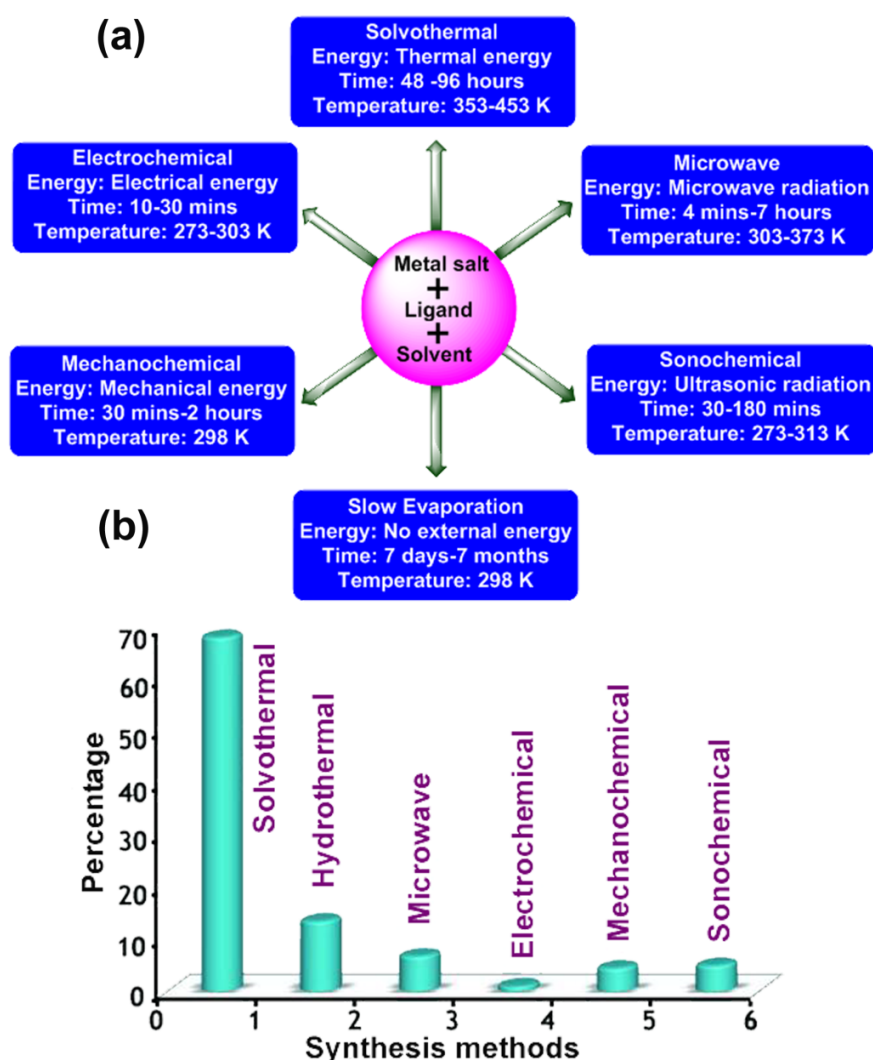 (a)
Solvothermal
Energy: Thermal energy
Time: 48 -96 hours
Temperature: 353-453 K
Electrochemical
Energy: Electrical energy
Time: 10-30 mins
Temperature: 273-303 K
Microwave
Energy: Microwave radiation
Time: 4 mins-7 hours
Temperature: 303-373 K
Metal salt
+
Ligand
+
Solvent
Mechanochemical
Energy: Mechanical energy
Time: 30 mins-2 hours
Temperature: 298 K
Sonochemical
Energy: Ultrasonic radiation
Time: 30-180 mins
Temperature: 273-313 K
Slow Evaporation
Energy: No external energy
Time: 7 days-7 months
Temperature: 298 K
(b)
Percentage
70
60
50
40
30
20
10
0
Solvothermal
Hydrothermal
Microwave
Electrochemical
Mechanochemical
Sonochemical
0 1 2 3 4 5 6
Synthesis methods